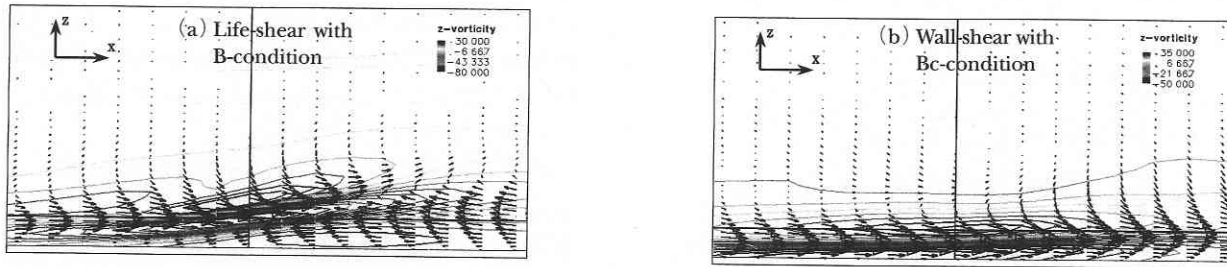 z
x
(a) Life-shear with
B-condition
z-vorticity
-30 000
-6 667
-43 333
-80 000
z
x
(b) Wall-shear with
Bc-condition
z-vorticity
-35 000
6 667
-21 667
-50 000